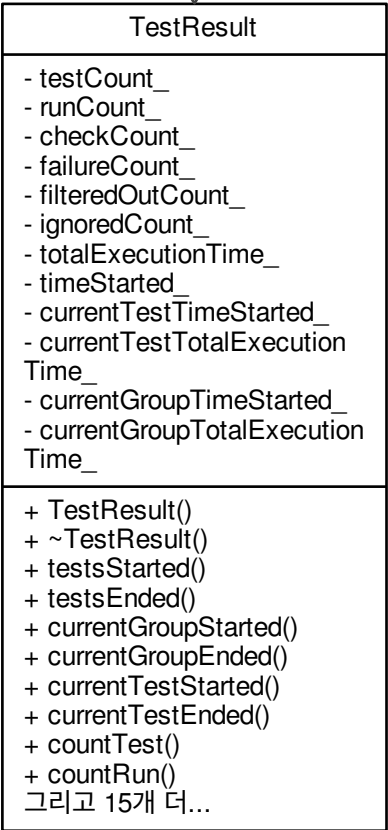 TestResult
- testCount_
- runCount_
- checkCount_
- failureCount_
- filteredOutCount_
- ignoredCount_
- totalExecutionTime_
- timeStarted_
- currentTestTimeStarted_
- currentTestTotalExecution
Time_
- currentGroupTimeStarted_
- currentGroupTotalExecution
Time_
+ TestResult()
+ ~TestResult()
+ testsStarted()
+ testsEnded()
+ currentGroupStarted()
+ currentGroupEnded()
+ currentTestStarted()
+ currentTestEnded()
+ countTest()
+ countRun()
그리고 15개 더...